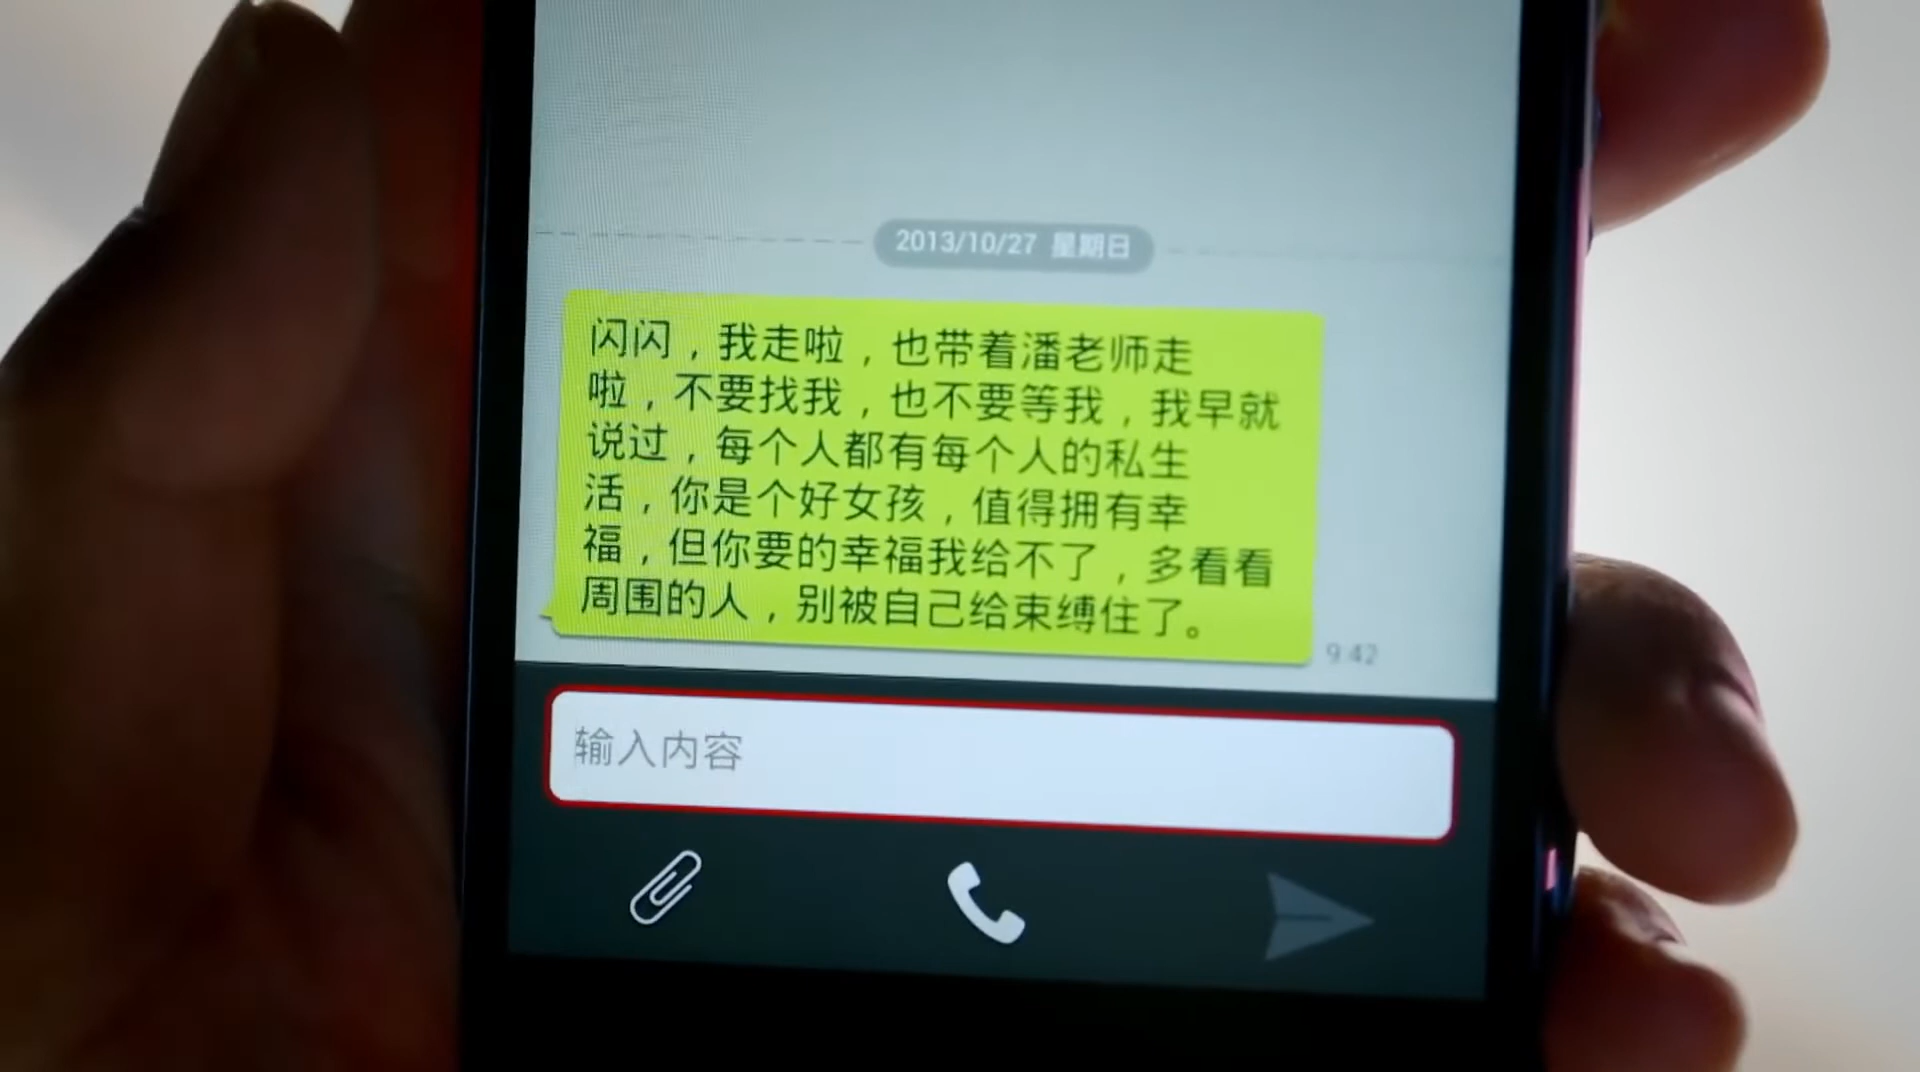 2013/10/27 星期日
闪闪，我走啦，也带着潘老师走
啦，不要找我，也不要等我，我早就
说过，每个人都有每个人的私生
活，你是个好女孩，值得拥有幸
福，但你要的幸福我给不了，多看看
周围的人，别被自己给束缚住了。
9:42
输入内容